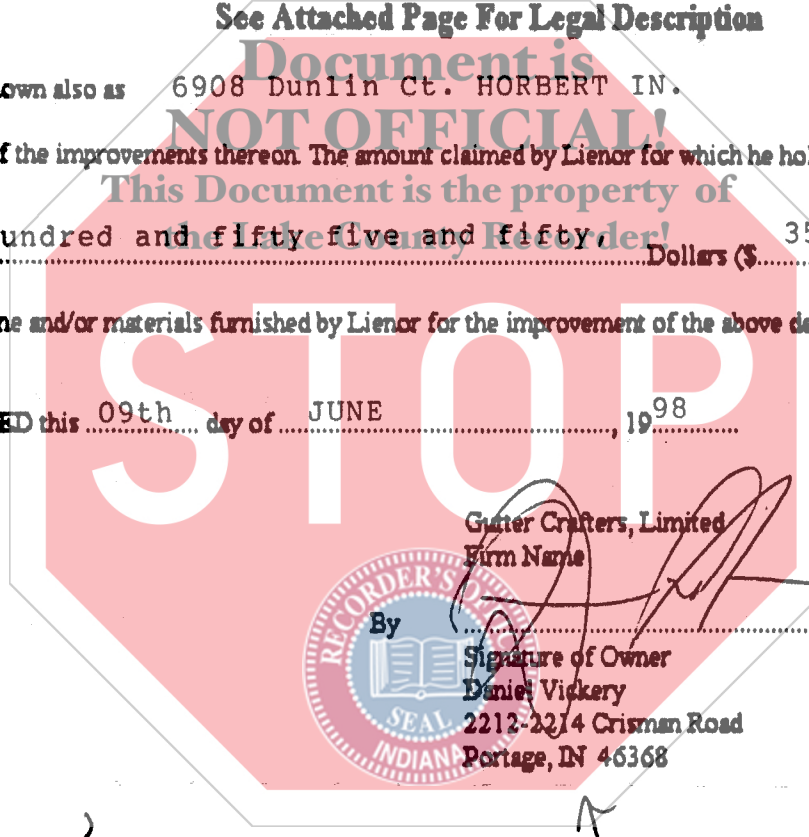 See Attached Page For Legal Description
Document is
own also as 6908 Dunlin Ct. HORBERT IN.
NOT OFFICIAL!
f the improvements thereon. The amount claimed by Lienor for which he hol
This Document is the property of
the Lake County Recorder!
undred and fifty five and fifty, Dollars ($ 35
ne and/or materials furnished by Lienor for the improvement of the above de
STOP
ED this 09th day of JUNE, 1998
Gutter Crafters, Limited
Firm Name
RECORDER'S OF
By
Signature of Owner
Daniel Vickery
SEAL
2212-2214 Crisman Road
INDIANA
Portage, IN 46368